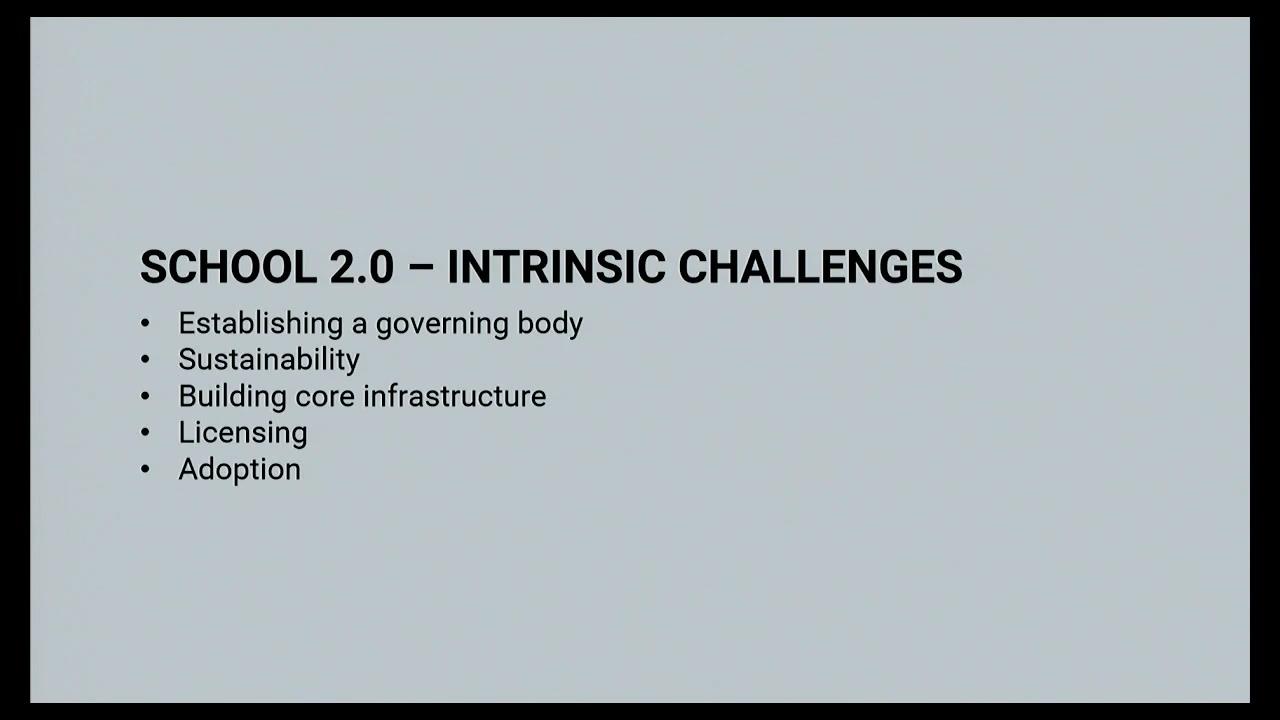 SCHOOL 2.0 – INTRINSIC CHALLENGES
• Establishing a governing body
• Sustainability
• Building core infrastructure
• Licensing
• Adoption